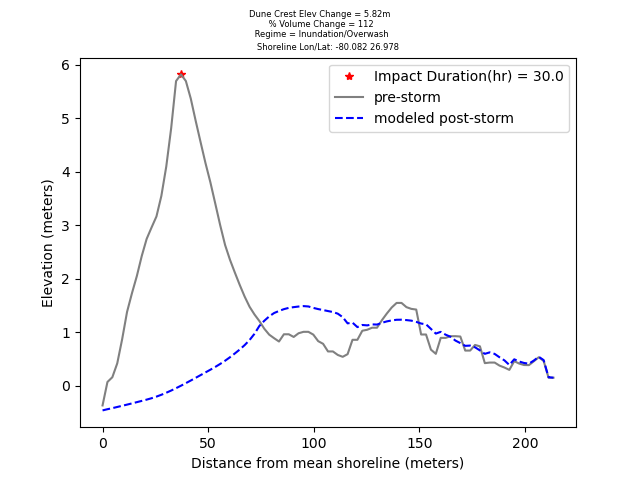 Dune Crest Elev Change = 5.82m
% Volume Change = 112
Regime = Inundation/Overwash
Shoreline Lon/Lat: -80.082 26.978
Impact Duration(hr) = 30.0
pre-storm
modeled post-storm
6
5
4
3
2
1
0
Elevation (meters)
0 50 100 150 200
Distance from mean shoreline (meters)